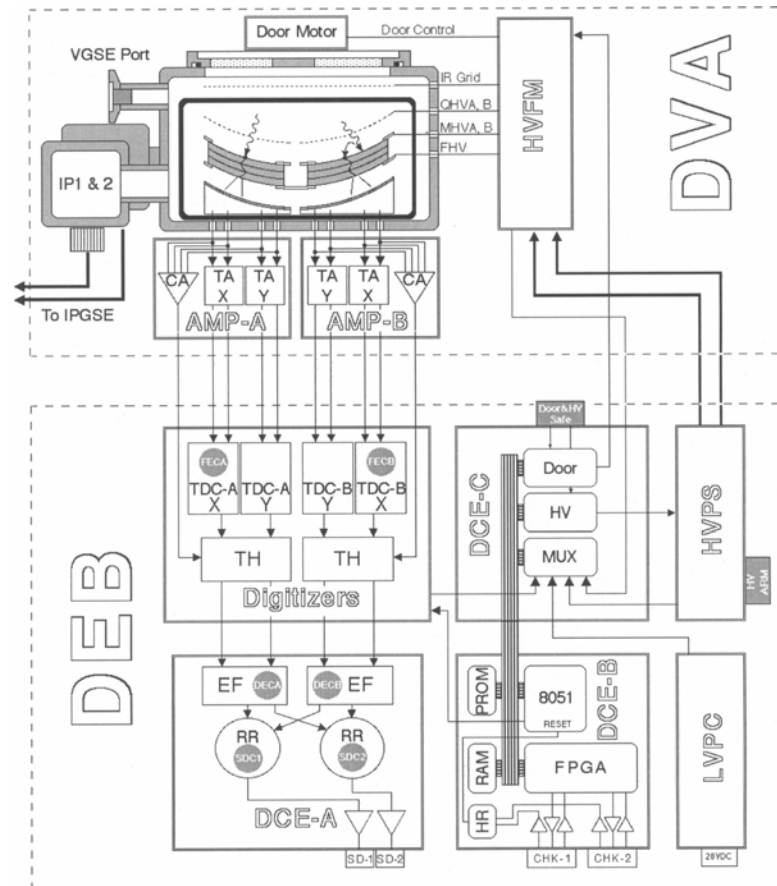 Door Motor
Door Control
VGSE Port
IR Grid
QHVA, B
MHVA, B
FHV
HVFM
DVA
IP1 & 2
To IPGSE
CA
TA X
TA Y
TA Y
TA X
CA
AMP-A
AMP-B
Door&HV Safe
FECA
FECB
TDC-A X
TDC-A Y
TDC-B Y
TDC-B X
TH
TH
Digitizers
DCE-C
Door
HV
MUX
HVPS
HV ARM
DEB
EF
DECA
DECB
EF
RR
SDC1
RR
SDC2
DCE-A
SD-1
SD-2
PROM
8051
RESET
DCE-B
RAM
FPGA
HR
CHK-1
CHK-2
LVPC
28VDC